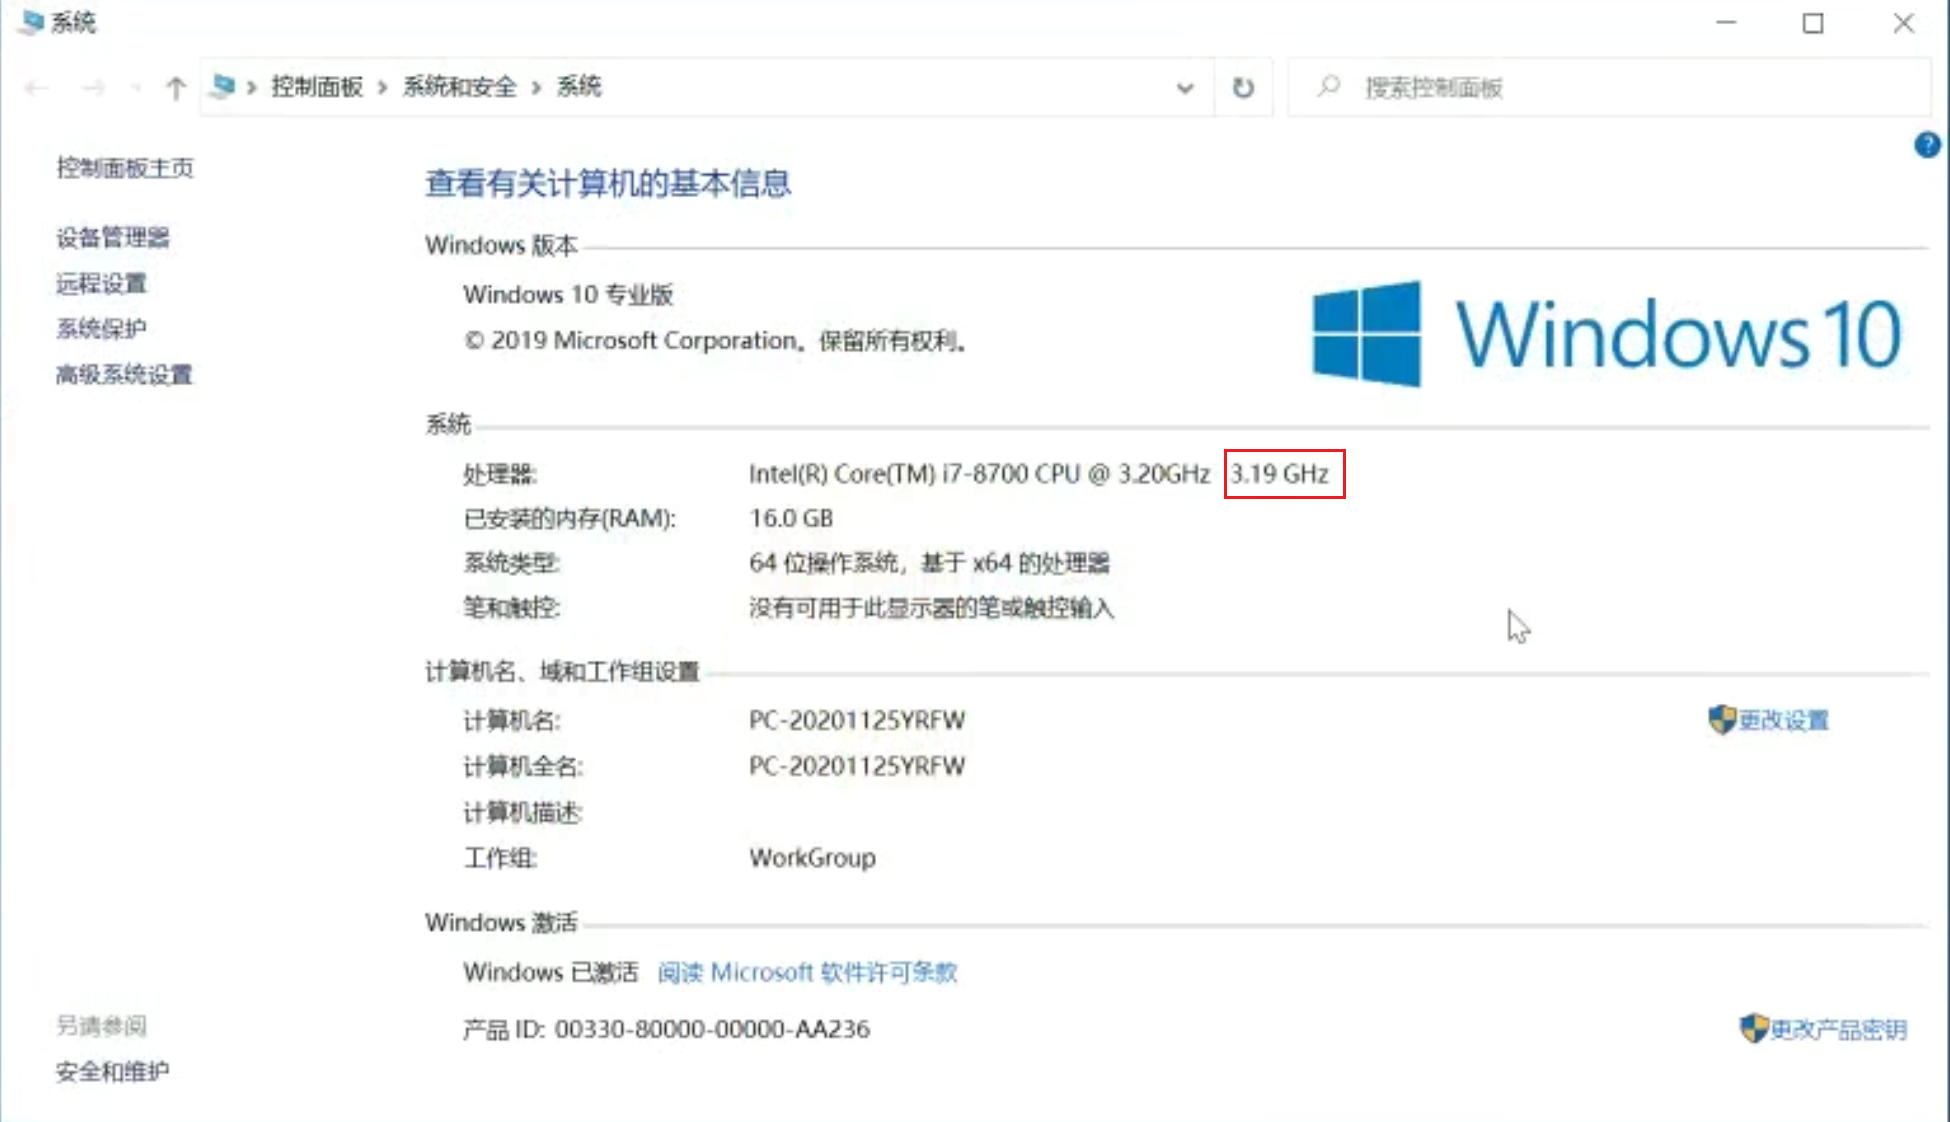 系统
控制面板 系统和安全 系统
搜索控制面板
?
控制面板主页
设备管理器
远程设置
系统保护
高级系统设置
查看有关计算机的基本信息
Windows 版本
Windows 10 专业版
© 2019 Microsoft Corporation。保留所有权利。
Windows 10
系统
处理器: Intel(R) Core(TM) i7-8700 CPU @ 3.20GHz 3.19 GHz
已安装的内存(RAM): 16.0 GB
系统类型: 64 位操作系统，基于 x64 的处理器
笔和触控: 没有可用于此显示器的笔或触控输入
计算机名、域和工作组设置
计算机名: PC-20201125YRFW 更改设置
计算机全名: PC-20201125YRFW
计算机描述:
工作组: WorkGroup
Windows 激活
Windows 已激活 阅读 Microsoft 软件许可条款
产品 ID: 00330-80000-00000-AA236 更改产品密钥
另请参阅
安全和维护